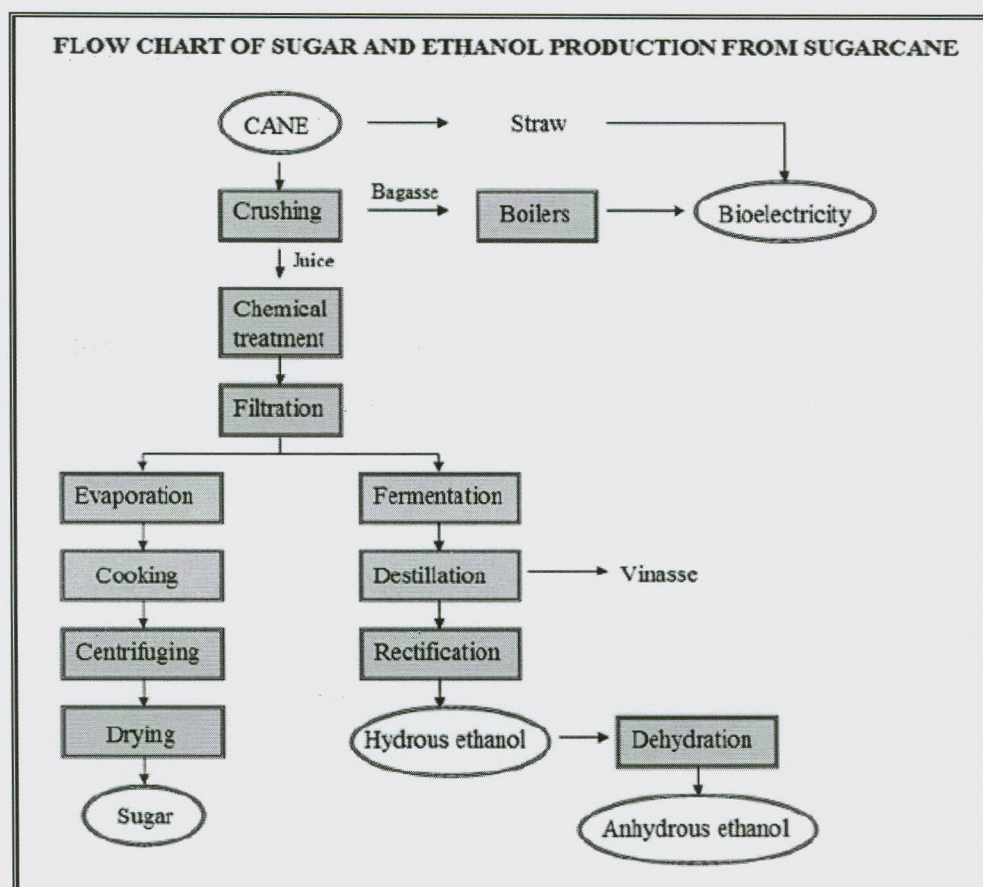 FLOW CHART OF SUGAR AND ETHANOL PRODUCTION FROM SUGARCANE
CANE
Straw
Bagasse
Crushing
Boilers
Bioelectricity
Juice
Chemical
treatment
Filtration
Evaporation
Fermentation
Cooking
Destillation
Vinasse
Centrifuging
Rectification
Drying
Hydrous ethanol
Dehydration
Sugar
Anhydrous ethanol